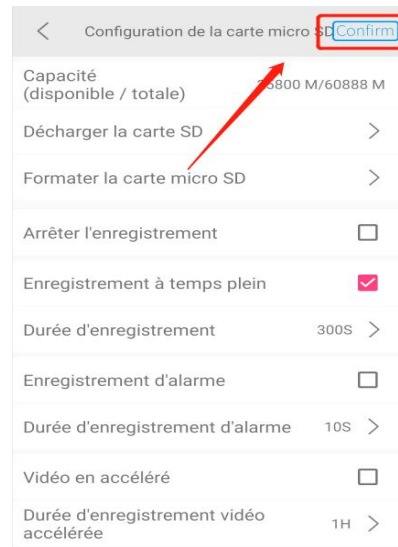 Configuration de la carte micro SD Confirm
Capacité
(disponible / totale)
800 M/60888 M
Décharger la carte SD
Formater la carte micro SD
Arrêter l'enregistrement
Enregistrement à temps plein
Durée d'enregistrement 300S
Enregistrement d'alarme
Durée d'enregistrement d'alarme 10S
Vidéo en accéléré
Durée d'enregistrement vidéo
accélérée
1H